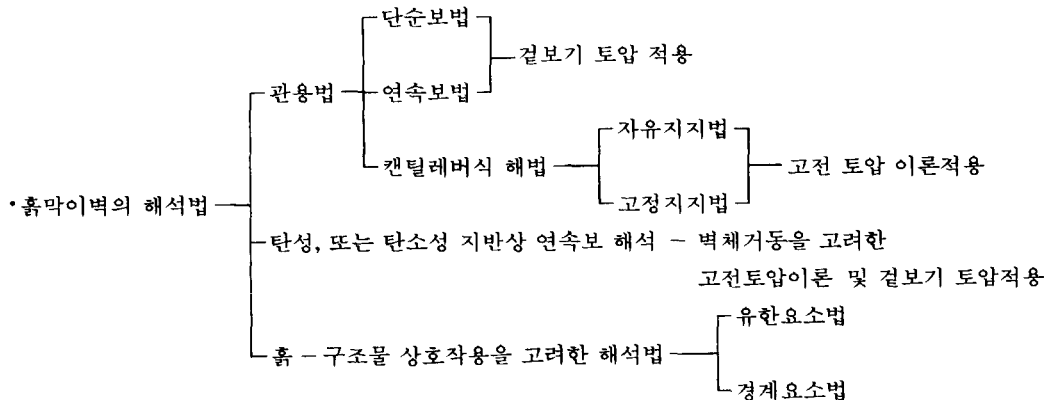 단순보법
겉보기 토압 적용
관용법
연속보법
자유지지법
캔틸레버식 해법
고전 토압 이론적용
고정지지법
•흙막이벽의 해석법
탄성, 또는 탄소성 지반상 연속보 해석 – 벽체거동을 고려한
고전토압이론 및 겉보기 토압적용
유한요소법
흙 – 구조물 상호작용을 고려한 해석법
경계요소법